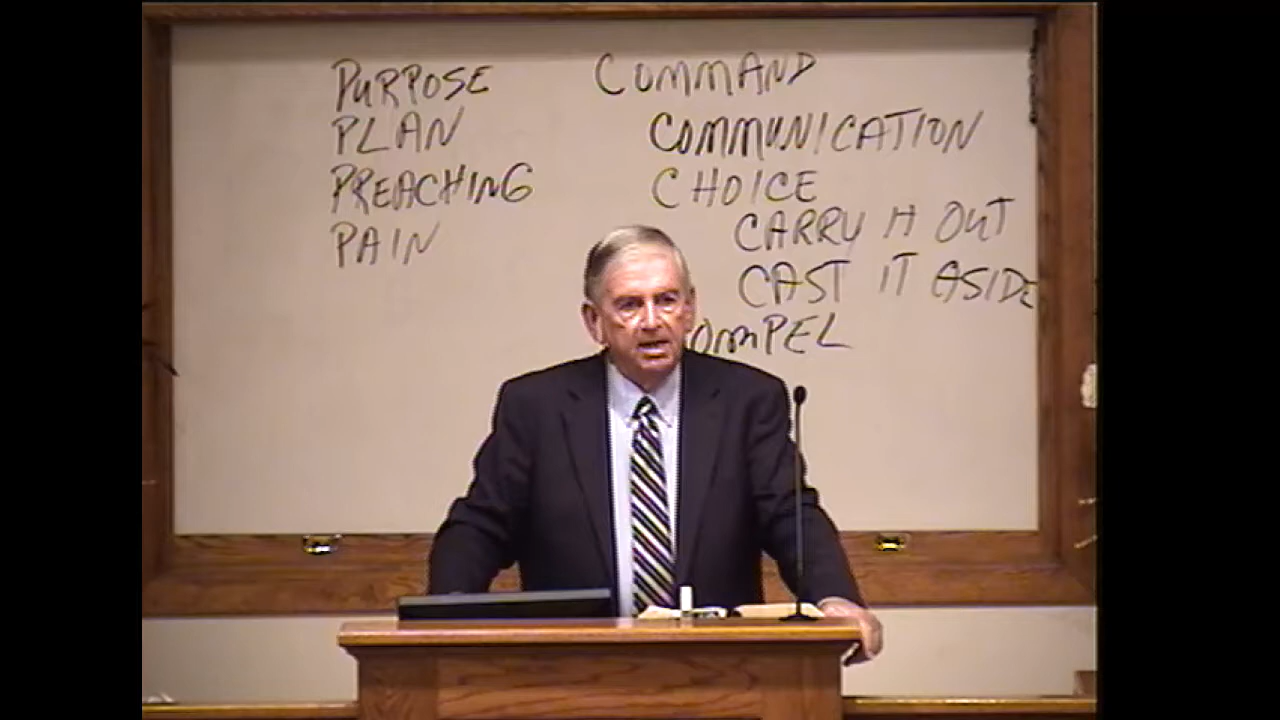 PURPOSE
PLAN
PREACHING
PAIN
COMMAND
COMMUNICATION
CHOICE
CARRY IT OUT
CAST IT ASIDE
OMPEL